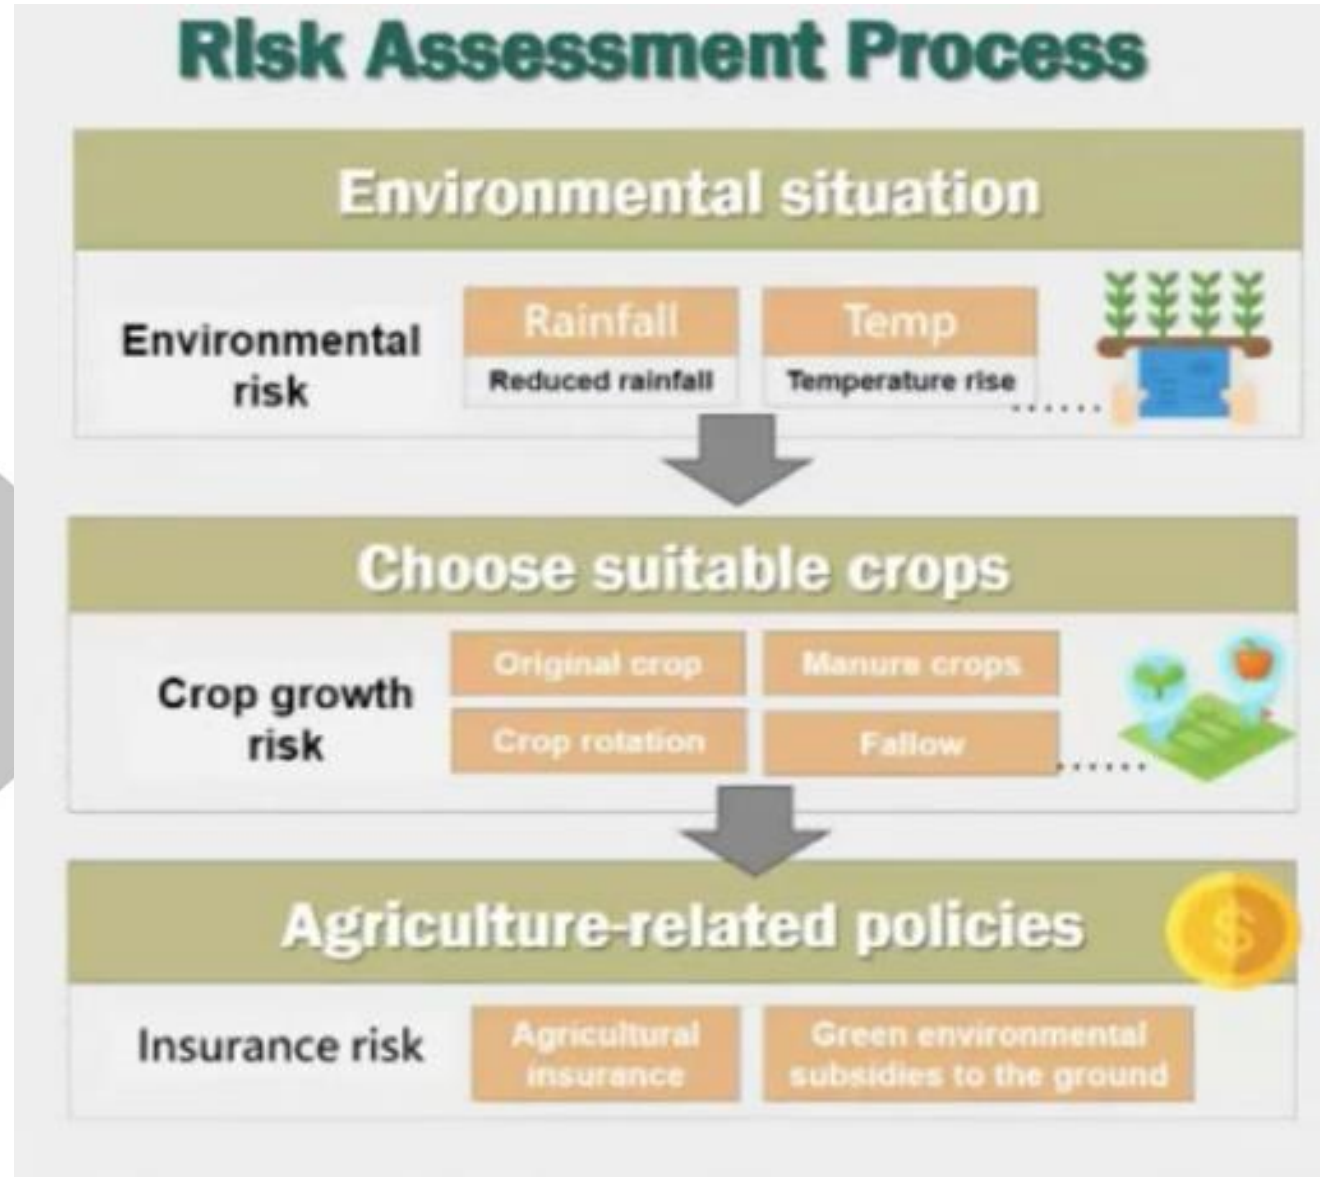 Risk Assessment Process
Environmental situation
Environmental
risk
Rainfall
Reduced rainfall
Temp
Temperature rise
Choose suitable crops
Crop growth
risk
Original crop
Manure crops
Crop rotation
Fallow
Agriculture-related policies
$
Insurance risk
Agricultural
insurance
Green environmental
subsidies to the ground